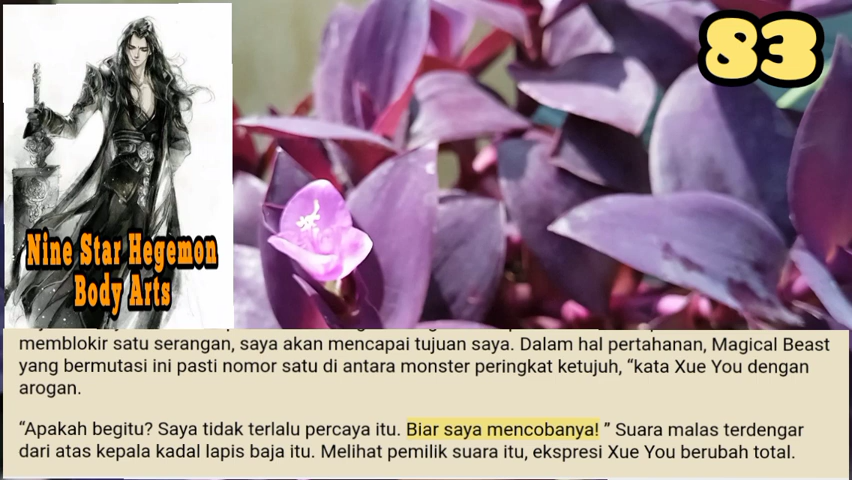 83
Nine Star Hegemon
Body Arts
memblokir satu serangan, saya akan mencapai tujuan saya. Dalam hal pertahanan, Magical Beast
yang bermutasi ini pasti nomor satu di antara monster peringkat ketujuh, “kata Xue You dengan
arogan.
“Apakah begitu? Saya tidak terlalu percaya itu. Biar saya mencobanya! ” Suara malas terdengar
dari atas kepala kadal lapis baja itu. Melihat pemilik suara itu, ekspresi Xue You berubah total.